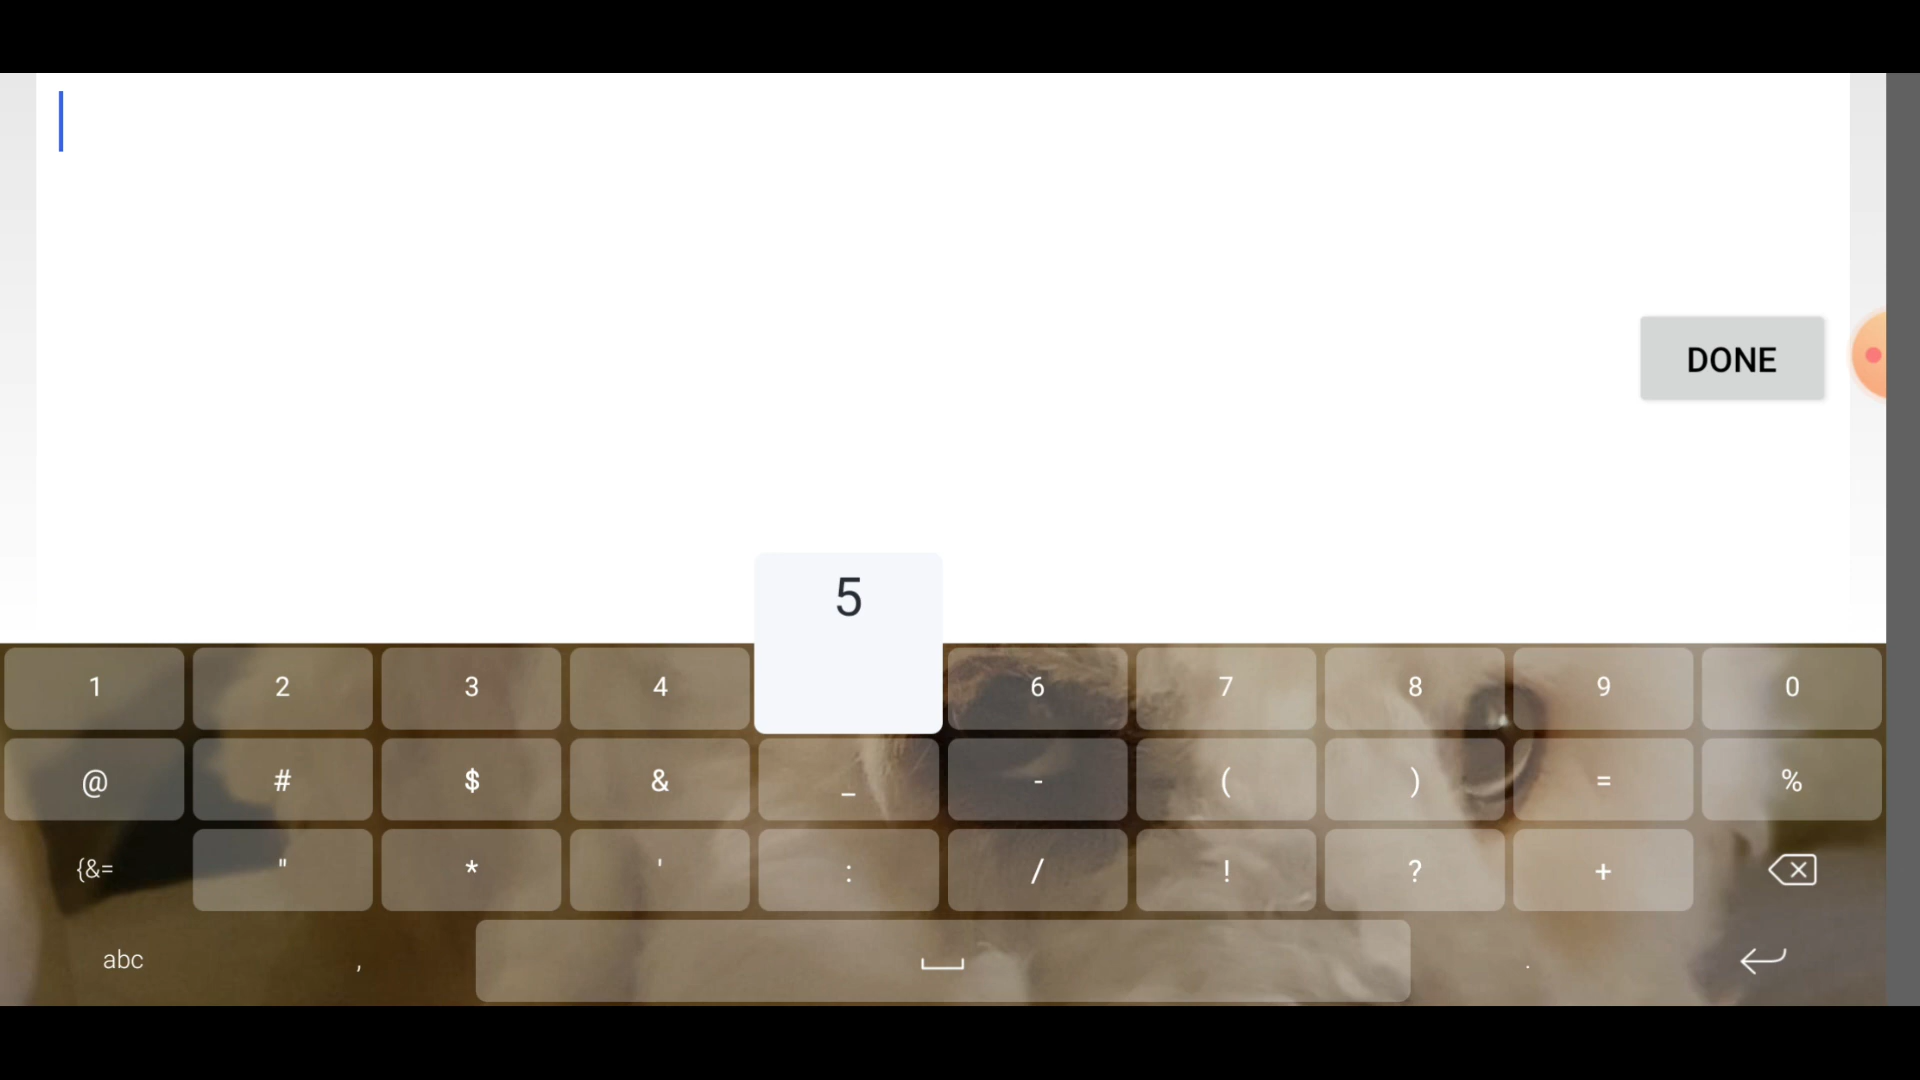 DONE
5
1 2 3 4 6 7 8 9 0
@ # $ & _ - ( ) = %
{&= " * ' : / ! ? +
abc , .